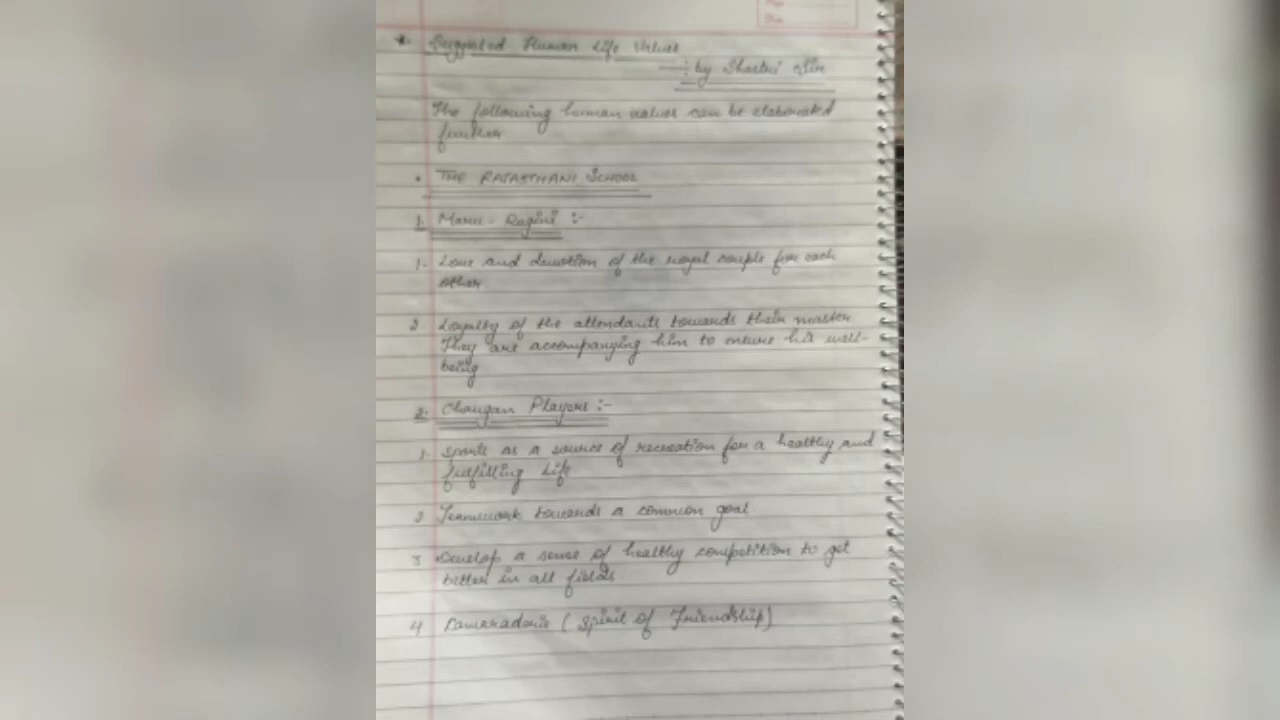 * Suggested Human Life Values
—: by Shastri Sir
The following human values can be elaborated
further
• THE RAJASTHANI SCHOOL
1. Maru - Ragini :-
1. Love and devotion of the royal couple for each
other
2 Loyalty of the attendants towards their master
They are accompanying him to ensure his well-
being
2. Chaugan Players :-
1. Sports as a source of recreation for a healthy and
fulfilling life
2 Teamwork towards a common goal
3 Develop a sense of healthy competition to get
better in all fields
4 Camaraderie (Spirit of Friendship)